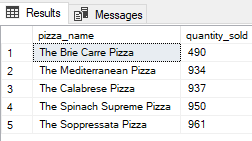 Results Messages
pizza_name quantity_sold
1 The Brie Carre Pizza 490
2 The Mediterranean Pizza 934
3 The Calabrese Pizza 937
4 The Spinach Supreme Pizza 950
5 The Soppressata Pizza 961